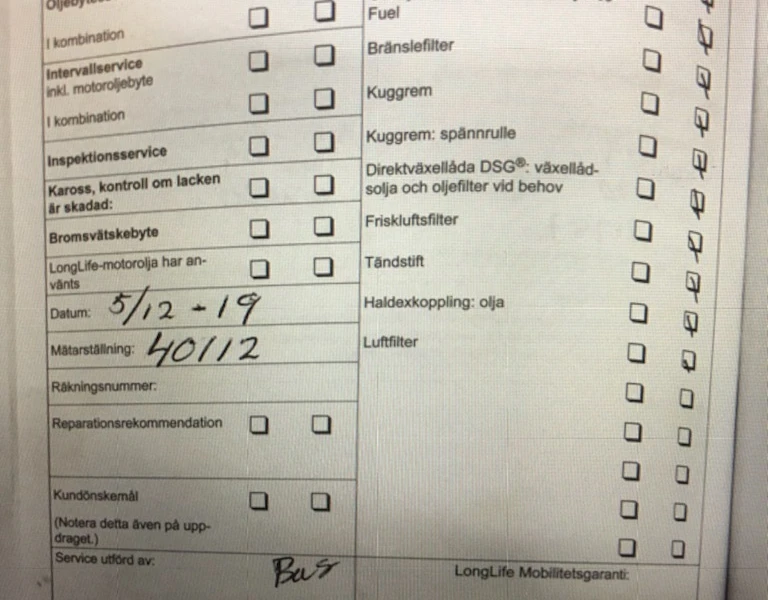 I kombination
Intervallservice
inkl. motoroljebyte
I kombination
Inspektionsservice
Kaross, kontroll om lacken
är skadad:
Bromsvätskebyte
LongLife-motorolja har an-
vänts
Datum: 5/12 - 19
Mätarställning: 40112
Räkningsnummer:
Reparationsrekommendation
Kundönskemål
(Notera detta även på upp-
draget.)
Service utförd av:
Fuel
Bränslefilter
Kuggrem
Kuggrem: spännrulle
Direktväxellåda DSG®: växellåd-
solja och oljefilter vid behov
Friskluftsfilter
Tändstift
Haldexkoppling: olja
Luftfilter
LongLife Mobilitetsgaranti: